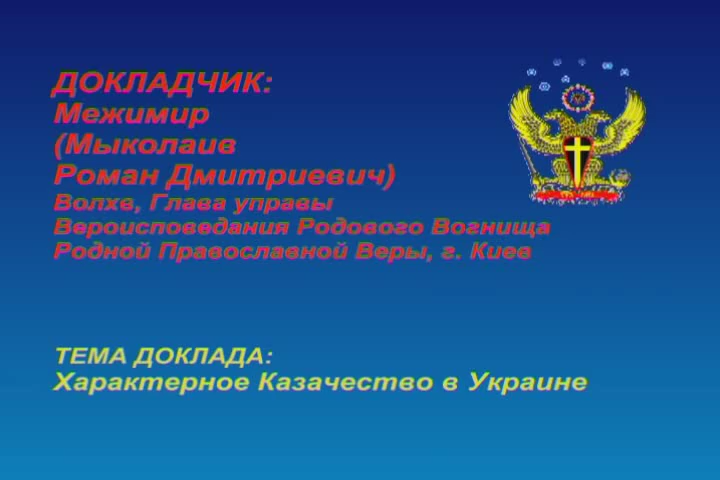 ДОКЛАДЧИК:
Межимир
(Мыколаив
Роман Дмитриевич)
Волхв, Глава управы
Вероисповедания Родового Вогнища
Родной Православной Веры, г. Киев
ТЕМА ДОКЛАДА:
Характерное Казачество в Украине